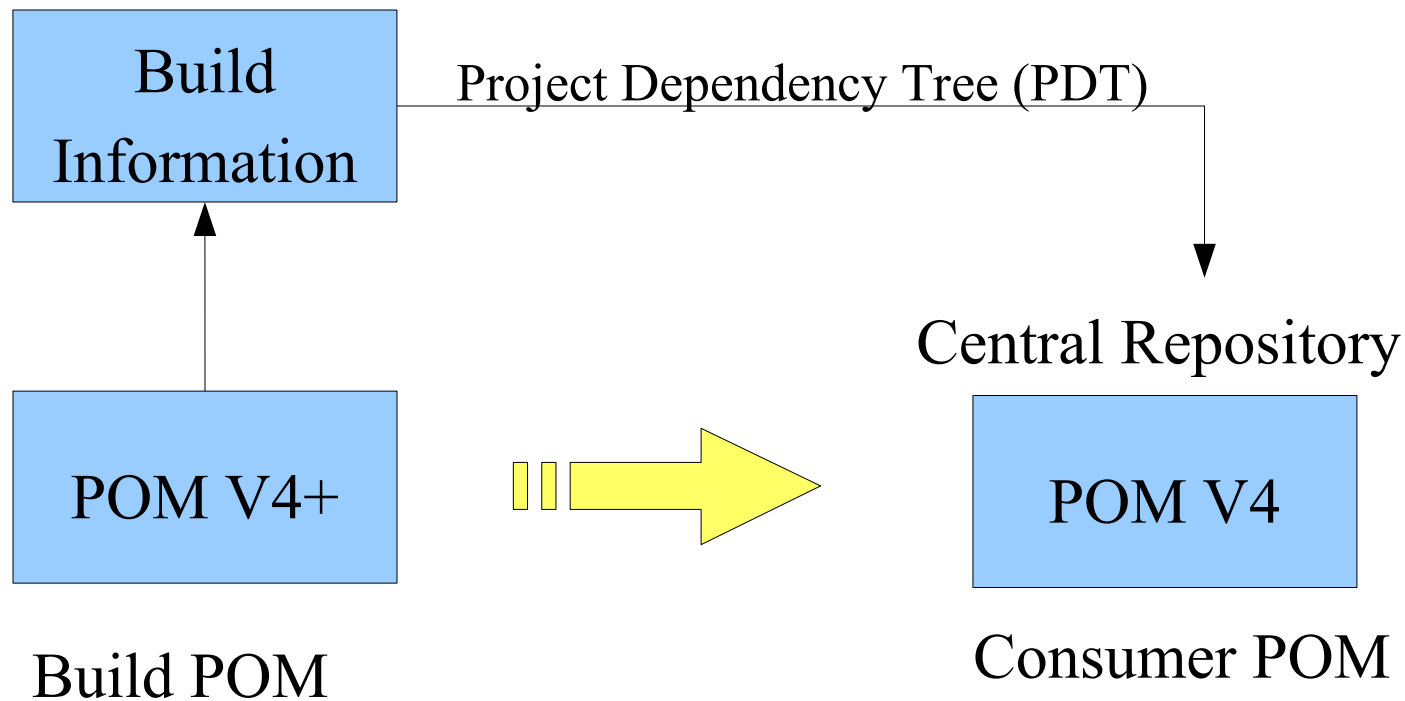 Build
Information
Project Dependency Tree (PDT)
Central Repository
POM V4+
POM V4
Build POM
Consumer POM